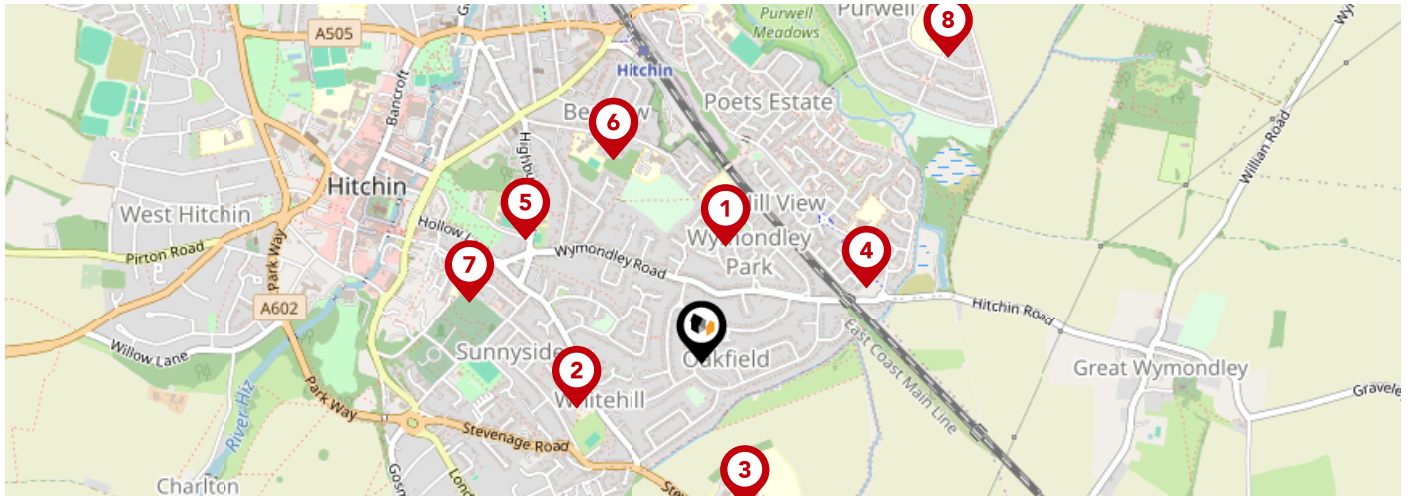 Purwell
Meadows
Purwell
8
A505
Hitchin
Bancroft
Poets Estate
6
Hitchin
West Hitchin
5
1
Hill View
Wymondley
Park
4
Willian Road
Pirton Road
Park Way
7
Wymondley Road
A602
Hitchin Road
East Coast Main Line
Willow Lane
Sunnyside
2
Oakfield
Great Wymondley
Whitehill
River Hiz
Park Way
Stevenage Road
3
Charlton